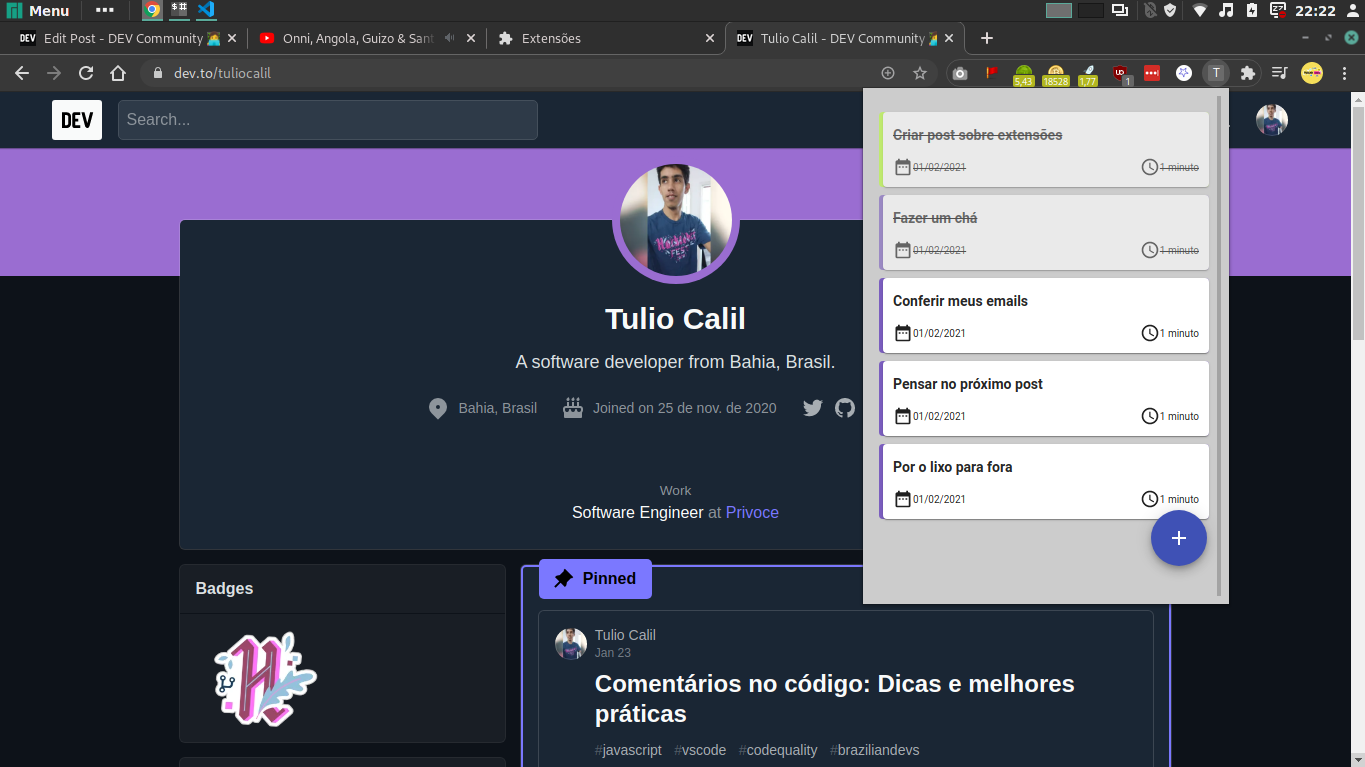 Menu
22:22
Edit Post - DEV Community
Onni, Angola, Guizo & Sant
Extensões
Tulio Calil - DEV Community
dev.to/tuliocalil
5,43
18528
1,77
1
T
DEV
Search...
Tulio Calil
A software developer from Bahia, Brasil.
Bahia, Brasil
Joined on 25 de nov. de 2020
Work
Software Engineer at Privoce
Badges
Pinned
Tulio Calil
Jan 23
Comentários no código: Dicas e melhores
práticas
#javascript #vscode #codequality #braziliandevs
Criar post sobre extensões
01/02/2021 1 minuto
Fazer um chá
01/02/2021 1 minuto
Conferir meus emails
01/02/2021 1 minuto
Pensar no próximo post
01/02/2021 1 minuto
Por o lixo para fora
01/02/2021 1 minuto
+